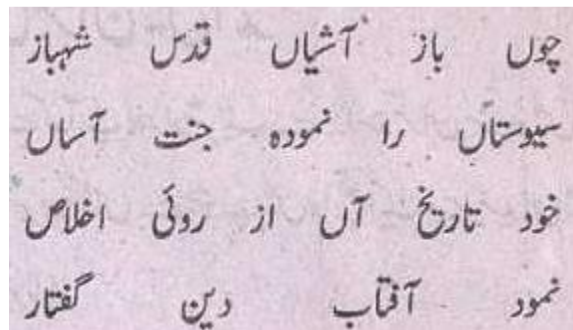 چوں باز آشیاں قدس شہباز
سیوستاں را نمودہ جنت آساں
خود تاریخ آں از روئی اخلاص
نمود آفتاب دین گفتار